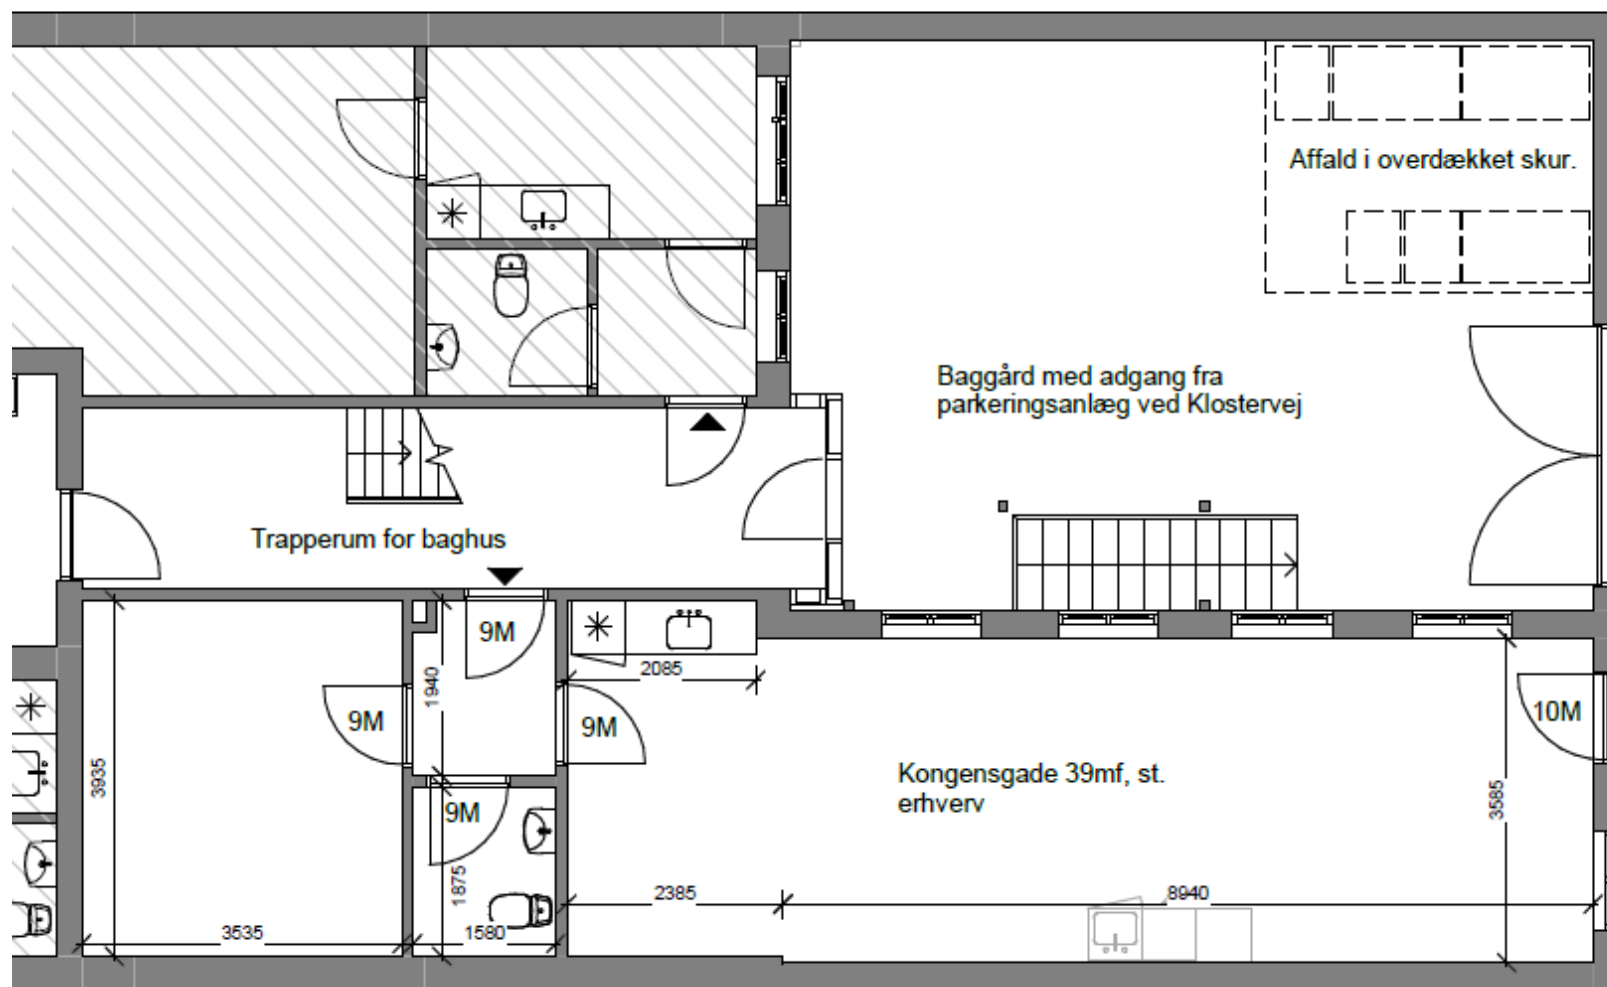 Affald i overdækket skur.
Baggård med adgang fra
parkeringsanlæg ved Klostervej
Trapperum for baghus
9M
2085
1940
9M
9M
10M
3935
Kongensgade 39mf, st.
erhverv
3585
9M
1875
2385
8940
3535
1580